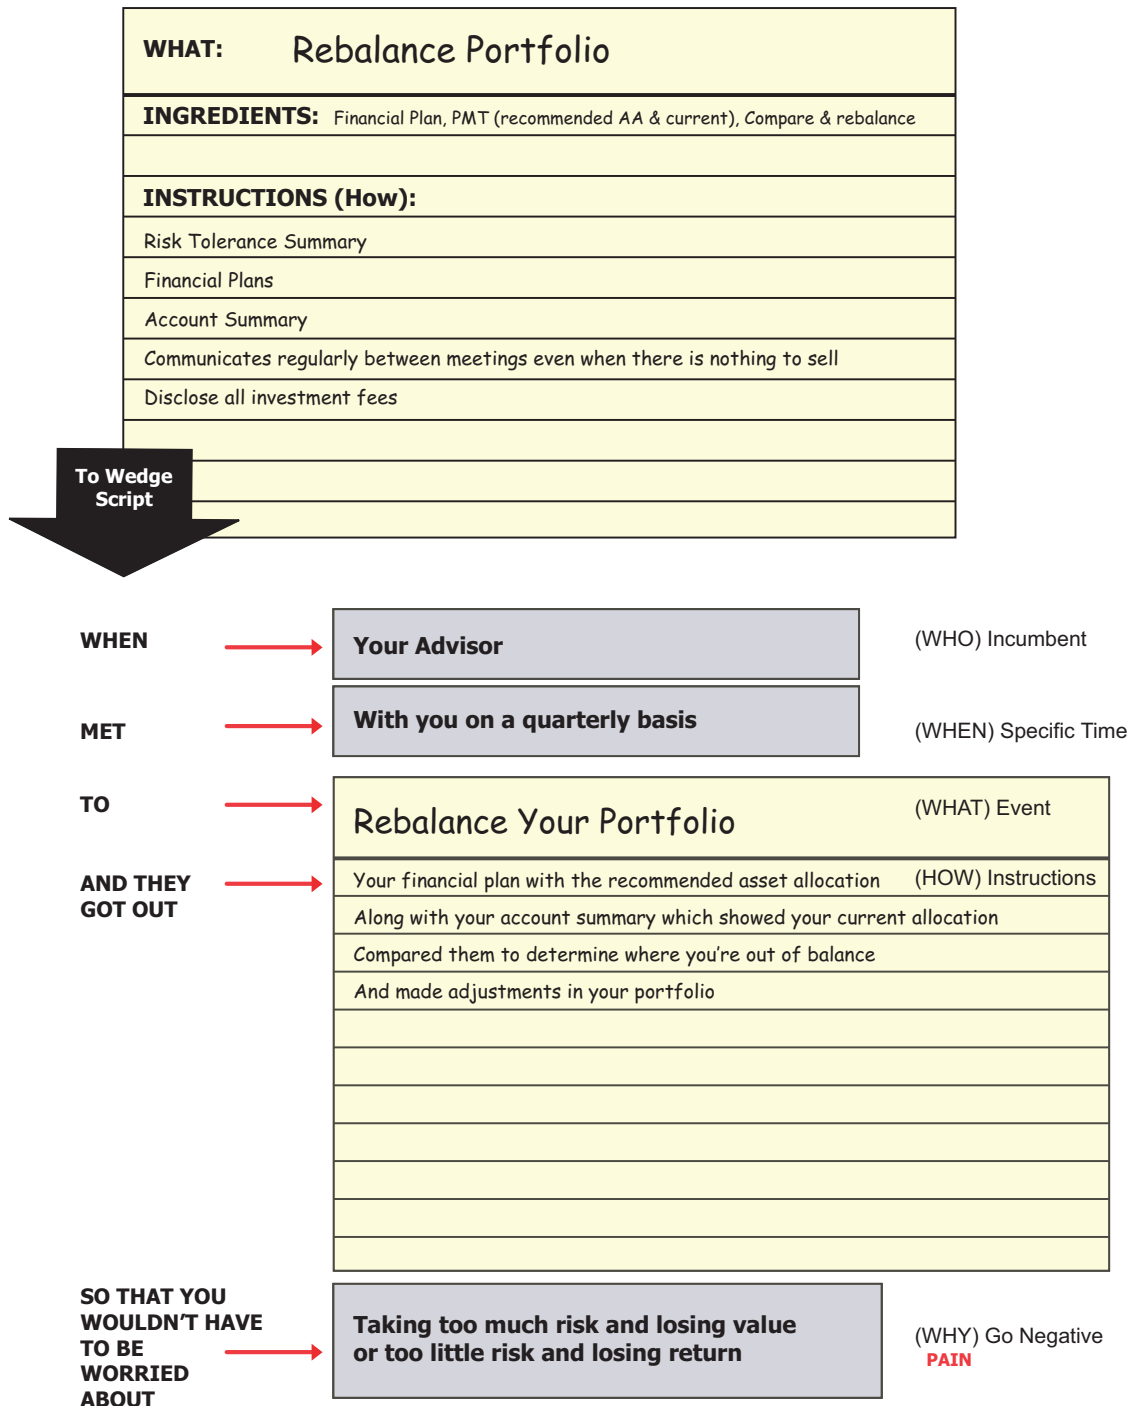 WHAT: Rebalance Portfolio
INGREDIENTS: Financial Plan, PMT (recommended AA & current), Compare & rebalance
INSTRUCTIONS (How):
Risk Tolerance Summary
Financial Plans
Account Summary
Communicates regularly between meetings even when there is nothing to sell
Disclose all investment fees
To Wedge
Script
WHEN
Your Advisor
(WHO) Incumbent
MET
With you on a quarterly basis
(WHEN) Specific Time
TO
Rebalance Your Portfolio
(WHAT) Event
AND THEY
GOT OUT
Your financial plan with the recommended asset allocation
(HOW) Instructions
Along with your account summary which showed your current allocation
Compared them to determine where you're out of balance
And made adjustments in your portfolio
SO THAT YOU
WOULDN'T HAVE
TO BE
WORRIED
ABOUT
Taking too much risk and losing value
or too little risk and losing return
(WHY) Go Negative
PAIN